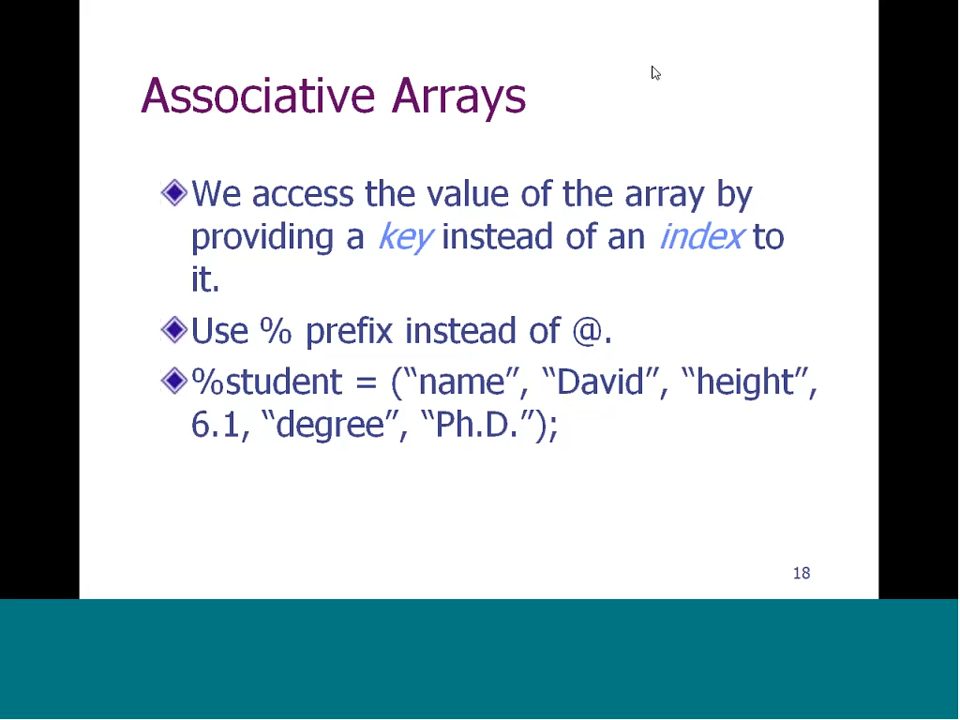 Associative Arrays
We access the value of the array by
providing a key instead of an index to
it.
Use % prefix instead of @.
%student = (“name”, “David”, “height”,
6.1, “degree”, “Ph.D.”);
18